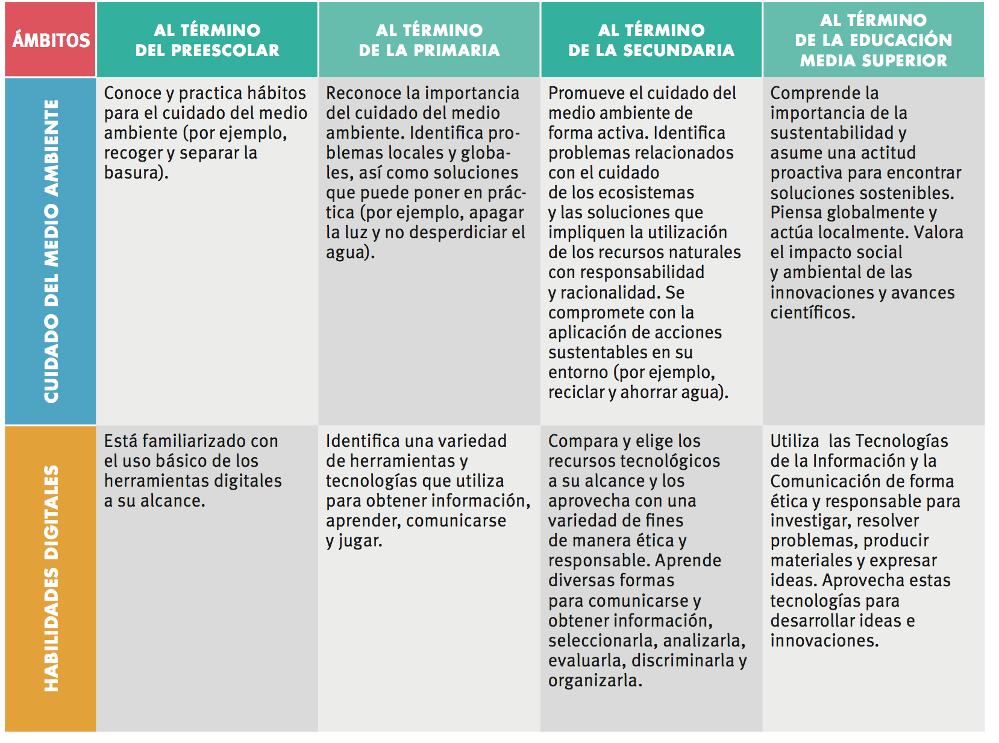 ÁMBITOS
AL TÉRMINO
DEL PREESCOLAR
AL TÉRMINO
DE LA PRIMARIA
AL TÉRMINO
DE LA SECUNDARIA
AL TÉRMINO
DE LA EDUCACIÓN
MEDIA SUPERIOR
CUIDADO DEL MEDIO AMBIENTE
Conoce y practica hábitos
para el cuidado del medio
ambiente (por ejemplo,
recoger y separar la
basura).
Reconoce la importancia
del cuidado del medio
ambiente. Identifica pro-
blemas locales y globa-
les, así como soluciones
que puede poner en prác-
tica (por ejemplo, apagar
la luz y no desperdiciar el
agua).
Promueve el cuidado del
medio ambiente de
forma activa. Identifica
problemas relacionados
con el cuidado
de los ecosistemas
y las soluciones que
impliquen la utilización
de los recursos naturales
con responsabilidad
y racionalidad. Se
compromete con la
aplicación de acciones
sustentables en su
entorno (por ejemplo,
reciclar y ahorrar agua).
Comprende la
importancia de la
sustentabilidad y
asume una actitud
proactiva para encontrar
soluciones sostenibles.
Piensa globalmente y
actúa localmente. Valora
el impacto social
y ambiental de las
innovaciones y avances
científicos.
HABILIDADES DIGITALES
Está familiarizado con
el uso básico de los
herramientas digitales
a su alcance.
Identifica una variedad
de herramientas y
tecnologías que utiliza
para obtener información,
aprender, comunicarse
y jugar.
Compara y elige los
recursos tecnológicos
a su alcance y los
aprovecha con una
variedad de fines
de manera ética y
responsable. Aprende
diversas formas
para comunicarse y
obtener información,
seleccionarla, analizarla,
evaluarla, discriminarla y
organizarla.
Utiliza  las Tecnologías
de la Información y la
Comunicación de forma
ética y responsable para
investigar, resolver
problemas, producir
materiales y expresar
ideas. Aprovecha estas
tecnologías para
desarrollar ideas e
innovaciones.